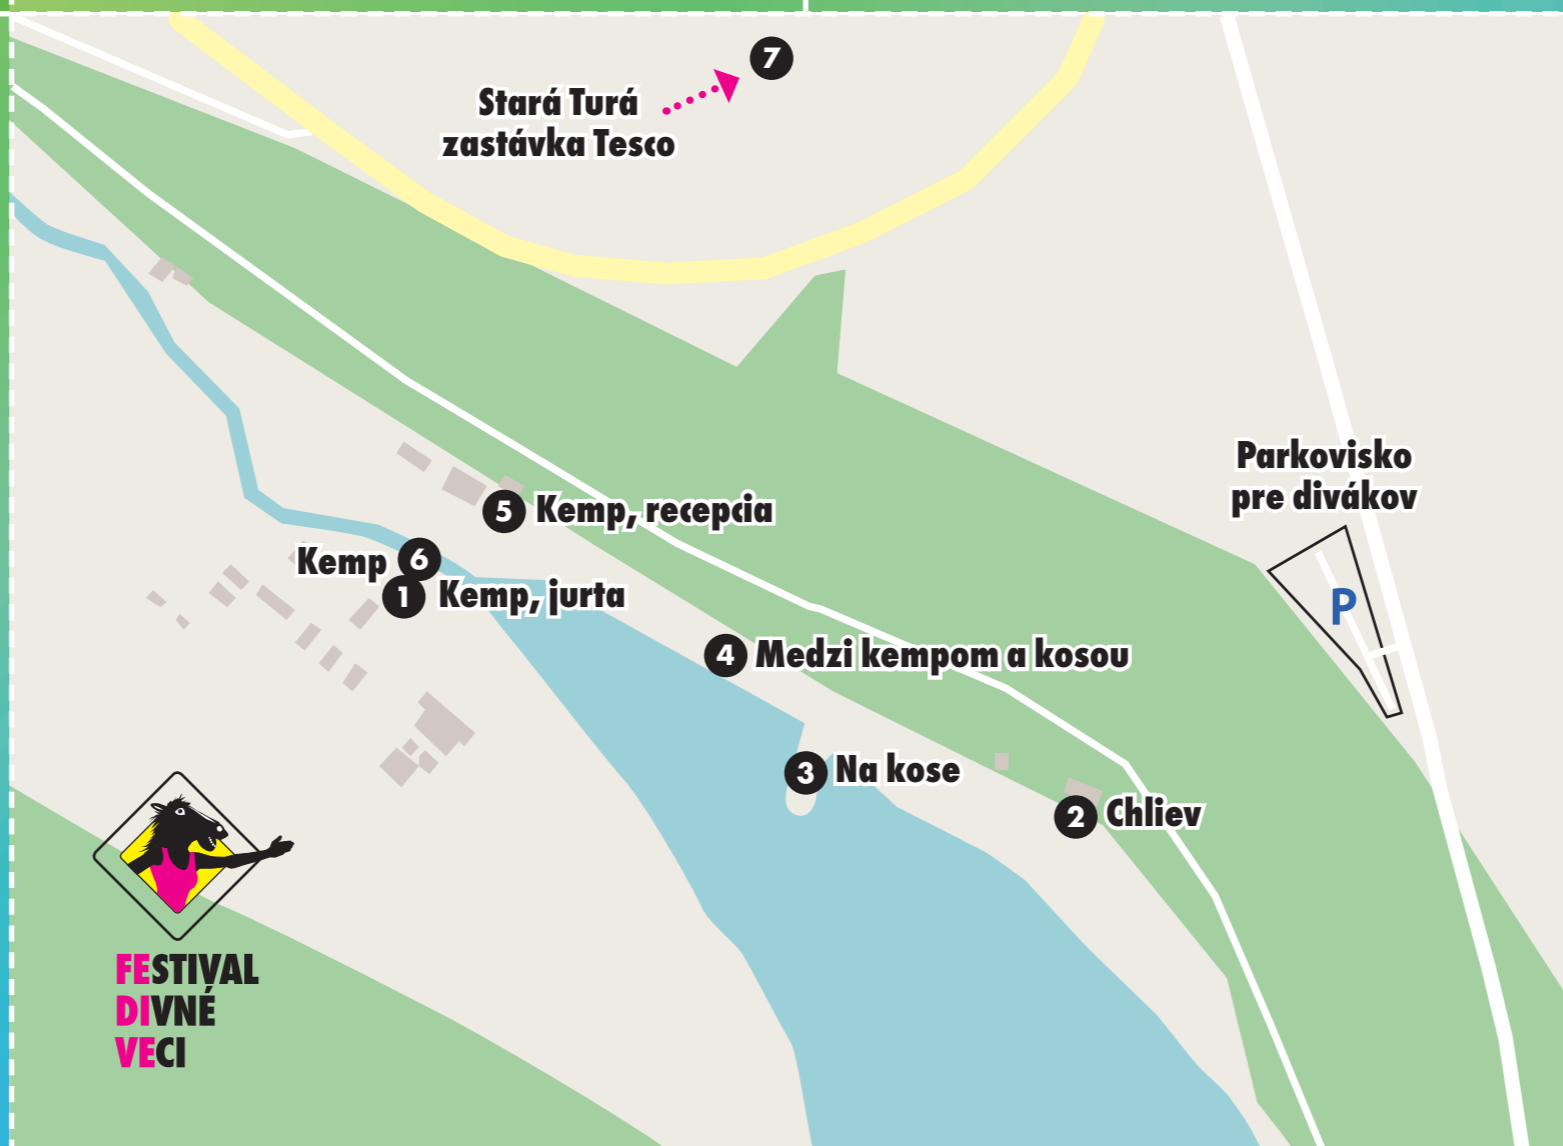 7
Stará Turá
zastávka Tesco
Parkovisko
pre divákov
P
5 Kemp, recepcia
Kemp 6
1 Kemp, jurta
4 Medzi kempom a kosou
3 Na kose
2 Chliev
FESTIVAL
DIVNÉ
VECI